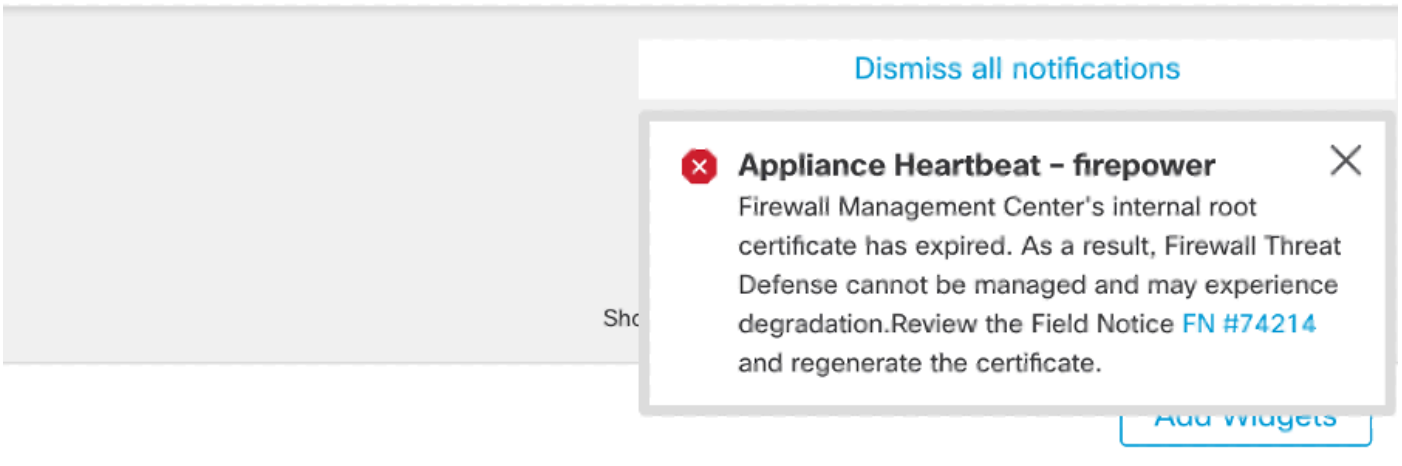 Dismiss all notifications
Appliance Heartbeat – firepower
Firewall Management Center's internal root
certificate has expired. As a result, Firewall Threat
Defense cannot be managed and may experience
degradation.Review the Field Notice FN #74214
and regenerate the certificate.
Sho
Add Widgets